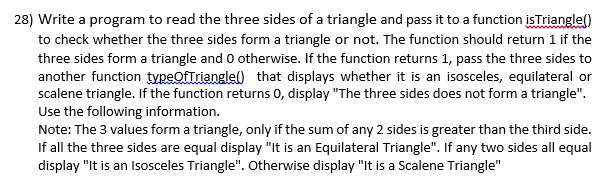 28) Write a program to read the three sides of a triangle and pass it to a function isTriangle()
to check whether the three sides form a triangle or not. The function should return 1 if the
three sides form a triangle and 0 otherwise. If the function returns 1, pass the three sides to
another function typeOfTriangle() that displays whether it is an isosceles, equilateral or
scalene triangle. If the function returns 0, display "The three sides does not form a triangle".
Use the following information.
Note: The 3 values form a triangle, only if the sum of any 2 sides is greater than the third side.
If all the three sides are equal display "It is an Equilateral Triangle". If any two sides all equal
display "It is an Isosceles Triangle". Otherwise display "It is a Scalene Triangle"